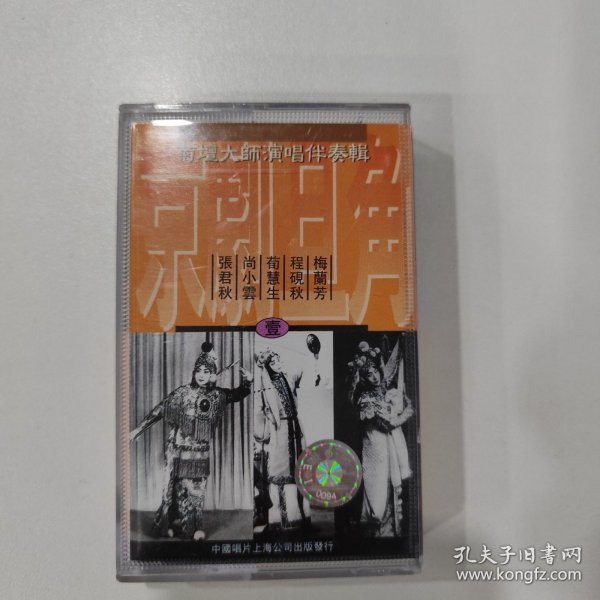 菊壇大師演唱伴奏輯
京劇旦角
梅蘭芳
程硯秋
荀慧生
尚小雲
張君秋
壹
0094
中國唱片上海公司出版發行
孔夫子旧书网
www.kongfz.com